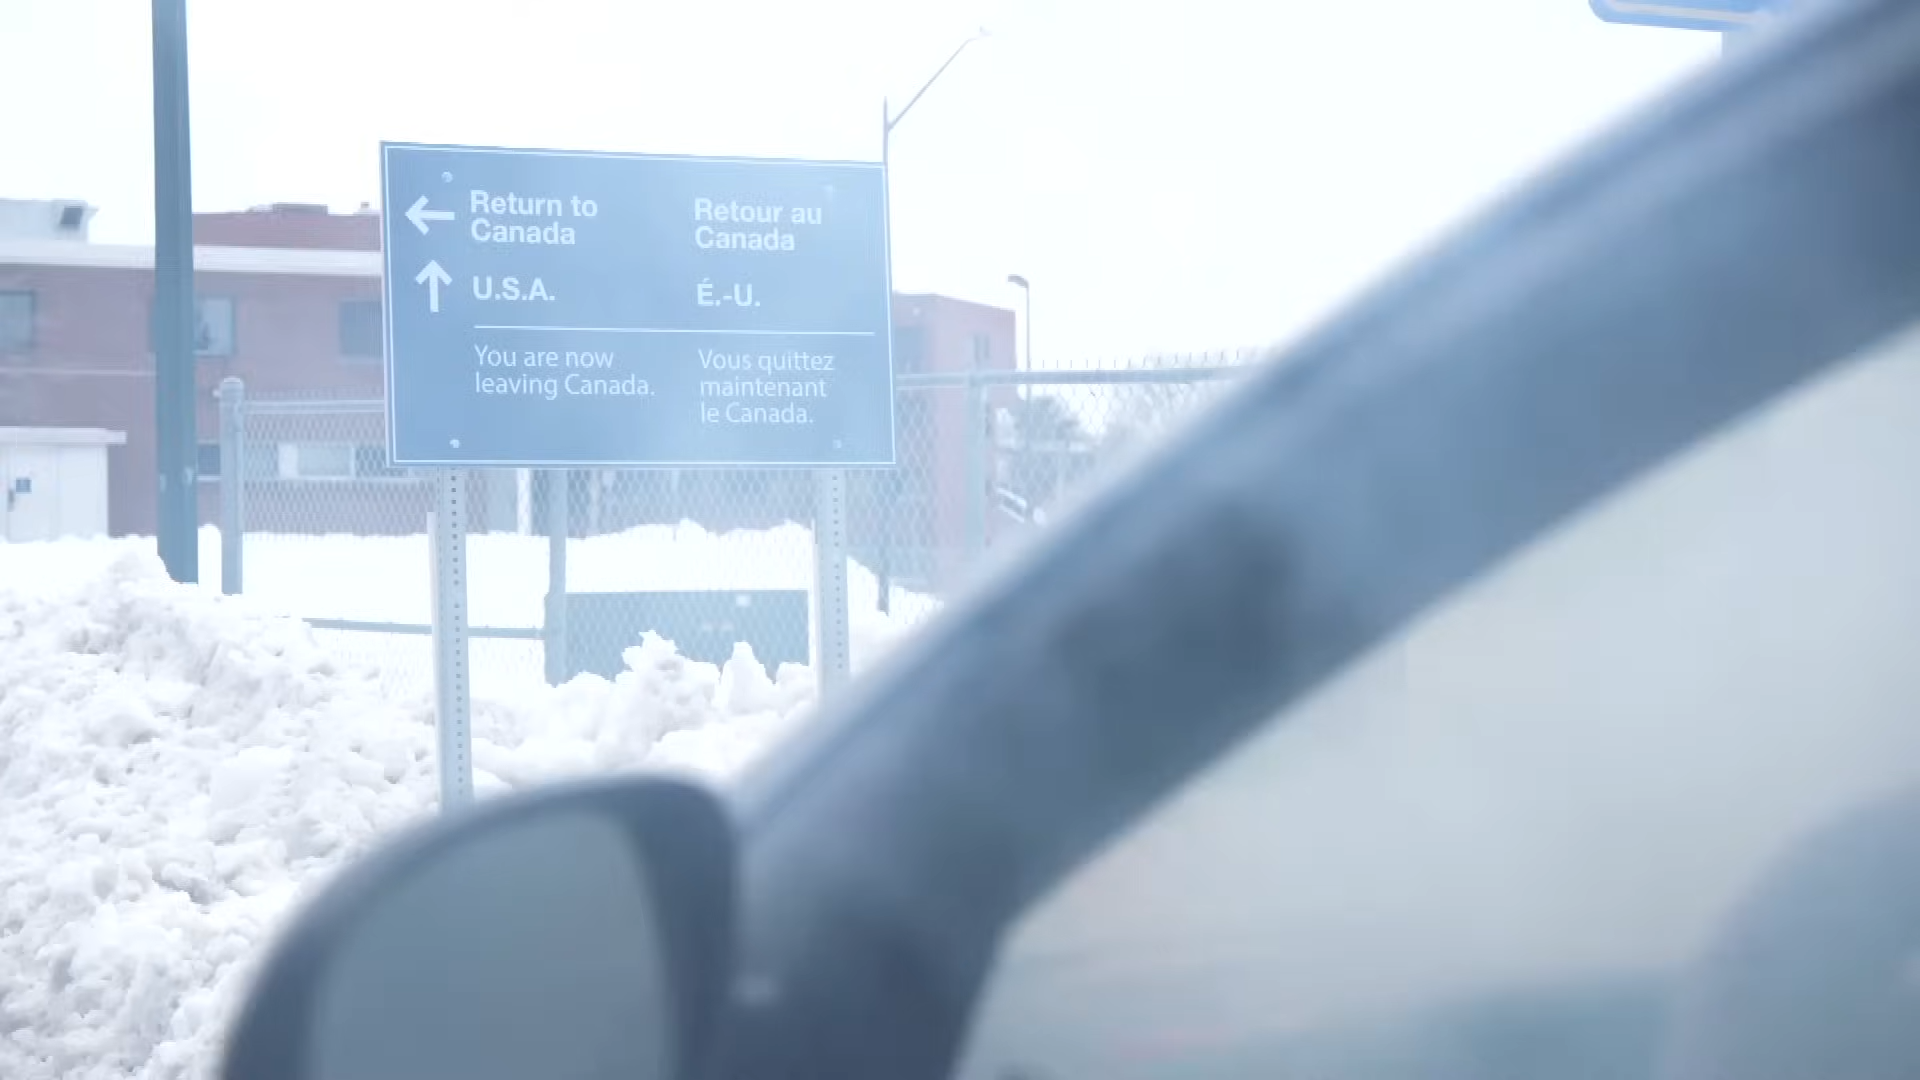 Return to
Canada
Retour au
Canada
U.S.A.
É.-U.
You are now
leaving Canada.
Vous quittez
maintenant
le Canada.